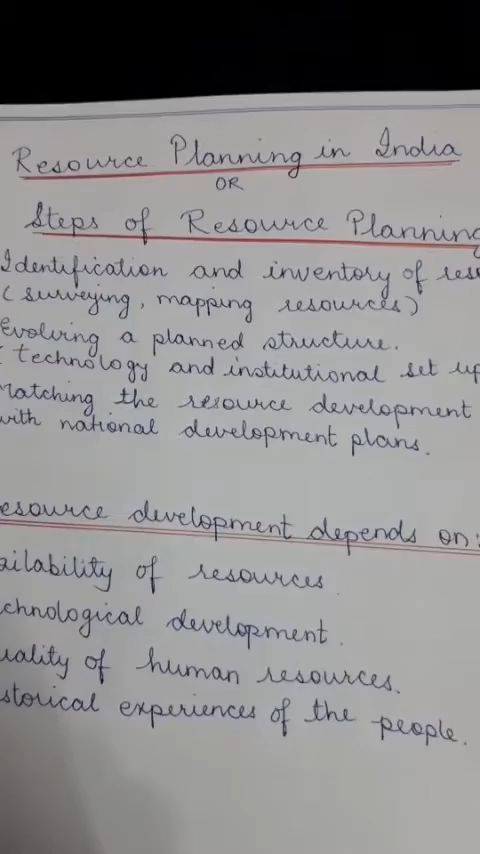 Resource Planning in India
OR
Steps of Resource Planning
Identification and inventory of
(surveying, mapping resources)
Evolving a planned structure.
(technology and institutional set up
Matching the resource development
with national development plans.
esource development depends on:
ailability of resources
chnological development.
uality of human resources.
storical experiences of the people.